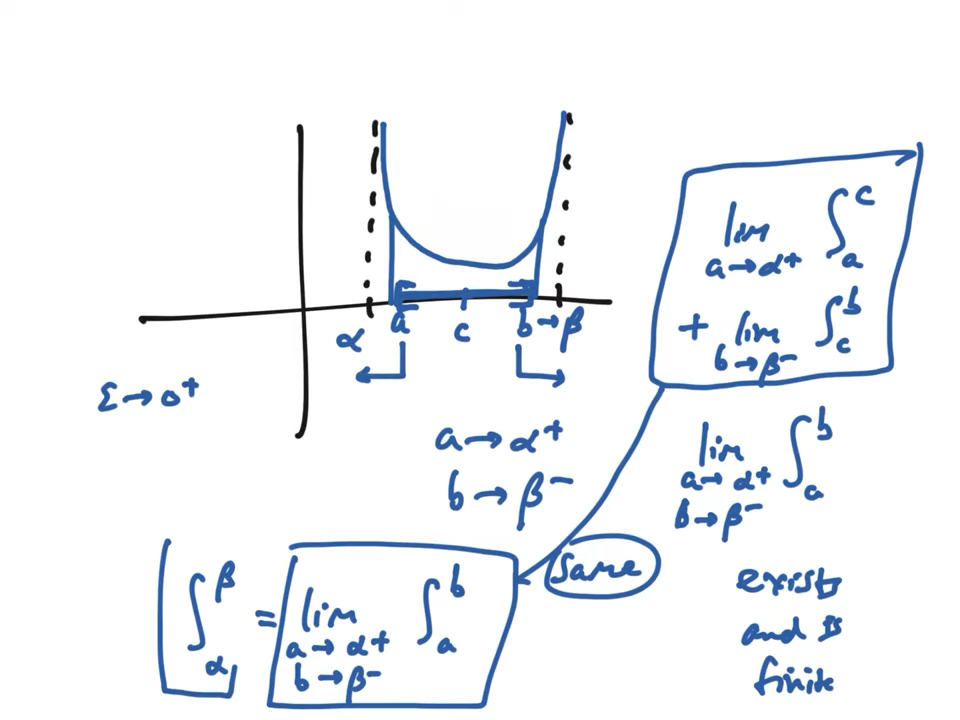 lim ∫_a^c
a→α⁺
+ lim ∫_c^b
b→β⁻
α a c b→β
Σ→0⁺
a→α⁺
b→β⁻
lim ∫_a^b
a→α⁺
b→β⁻
Same
exists
and is
finite
∫_α^β = lim ∫_a^b
a→α⁺
b→β⁻